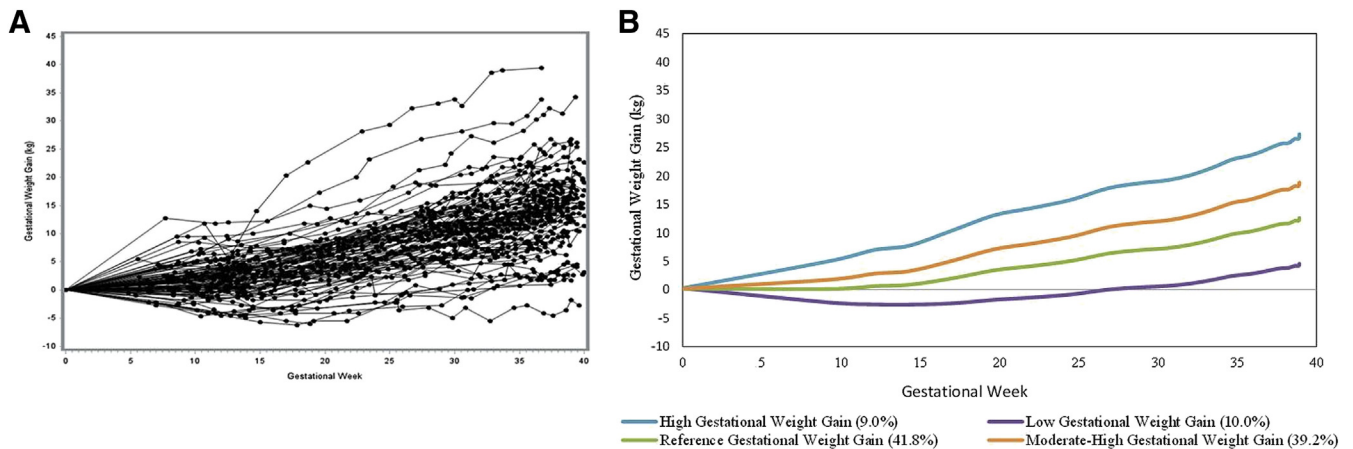 A
45
40
35
30
25
20
15
10
5
0
-5
-10
Gestational Weight Gain (kg)
0 5 10 15 20 25 30 35 40
Gestational Week
B
45
40
35
30
25
20
15
10
5
0
-5
-10
Gestational Weight Gain (kg)
0 5 10 15 20 25 30 35 40
Gestational Week
High Gestational Weight Gain (9.0%) Low Gestational Weight Gain (10.0%)
Reference Gestational Weight Gain (41.8%) Moderate-High Gestational Weight Gain (39.2%)